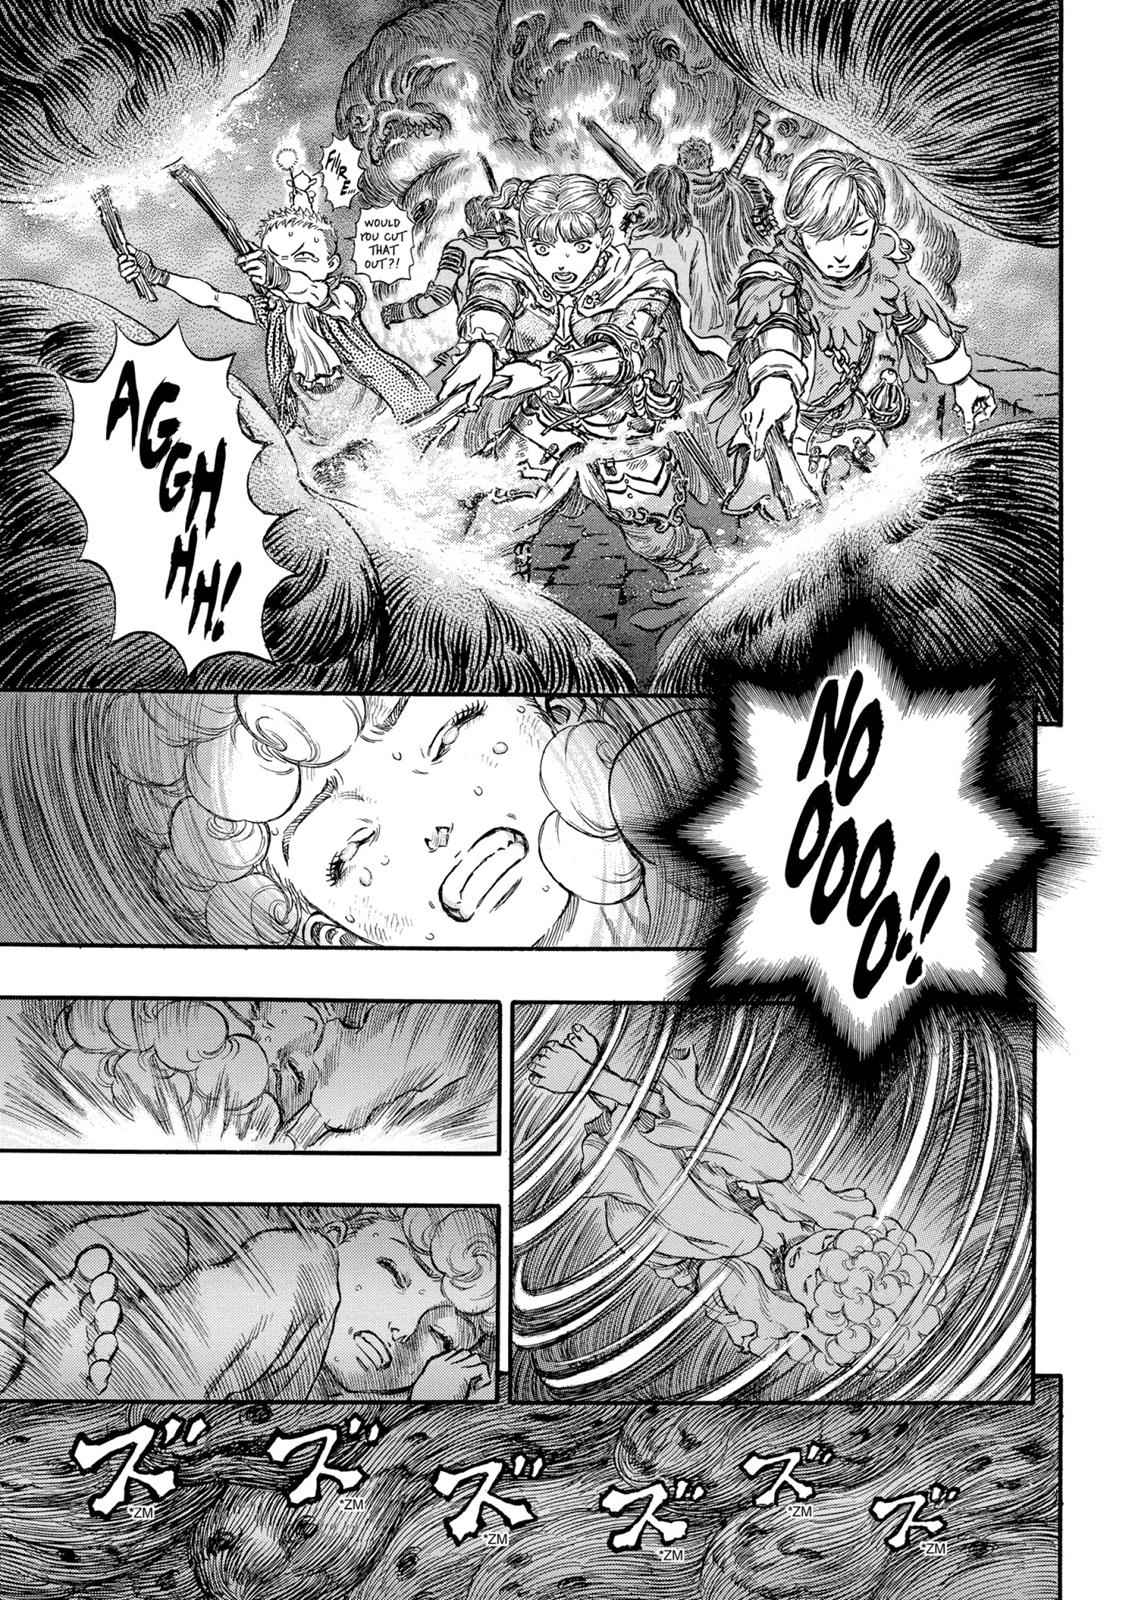 FIIRE...
WOULD
YOU CUT
THAT
OUT?!
AGGH
HH!
NO
OOOO
O!!
ズ ズ ズ ズ ズ ズ
*ZM
*ZM
*ZM
*ZM
*ZM
*ZM